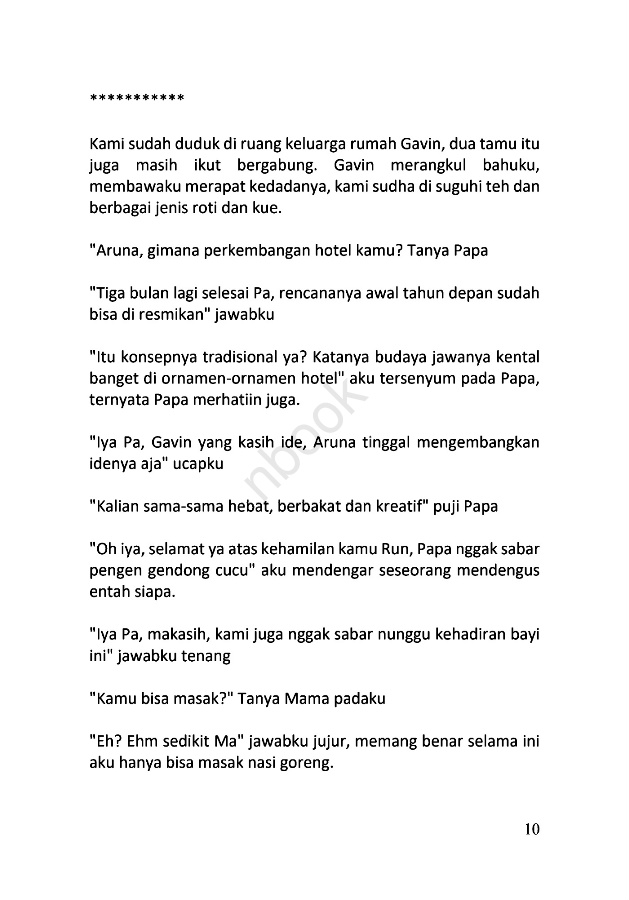 ***********
Kami sudah duduk di ruang keluarga rumah Gavin, dua tamu itu
juga masih ikut bergabung. Gavin merangkul bahuku,
membawaku merapat kedadanya, kami sudha di suguhi teh dan
berbagai jenis roti dan kue.
"Aruna, gimana perkembangan hotel kamu? Tanya Papa
"Tiga bulan lagi selesai Pa, rencananya awal tahun depan sudah
bisa di resmikan" jawabku
"Itu konsepnya tradisional ya? Katanya budaya jawanya kental
banget di ornamen-ornamen hotel" aku tersenyum pada Papa,
ternyata Papa merhatiin juga.
"Iya Pa, Gavin yang kasih ide, Aruna tinggal mengembangkan
idenya aja" ucapku
"Kalian sama-sama hebat, berbakat dan kreatif" puji Papa
"Oh iya, selamat ya atas kehamilan kamu Run, Papa nggak sabar
pengen gendong cucu" aku mendengar seseorang mendengus
entah siapa.
"Iya Pa, makasih, kami juga nggak sabar nunggu kehadiran bayi
ini" jawabku tenang
"Kamu bisa masak?" Tanya Mama padaku
"Eh? Ehm sedikit Ma" jawabku jujur, memang benar selama ini
aku hanya bisa masak nasi goreng.
10
nbook